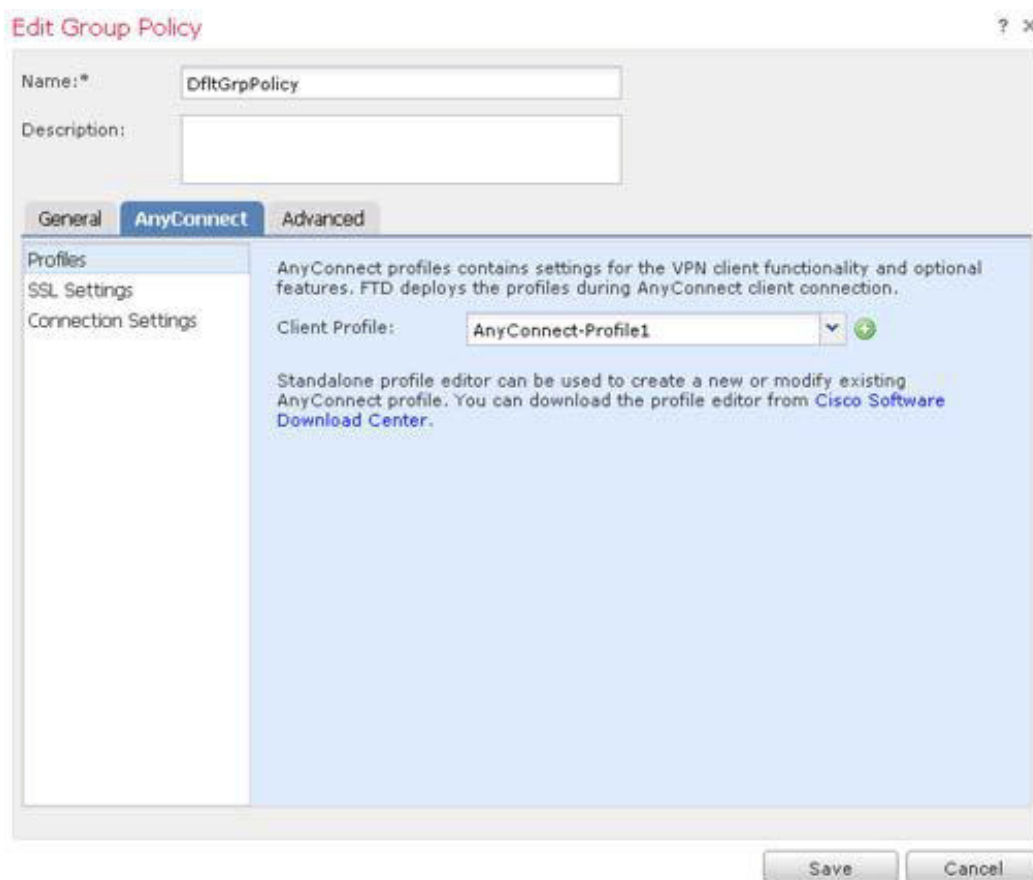 Edit Group Policy
?
Name:*
DfltGrpPolicy
Description:
General
AnyConnect
Advanced
Profiles
SSL Settings
Connection Settings
AnyConnect profiles contains settings for the VPN client functionality and optional
features. FTD deploys the profiles during AnyConnect client connection.
Client Profile:
AnyConnect-Profile1
Standalone profile editor can be used to create a new or modify existing
AnyConnect profile. You can download the profile editor from Cisco Software
Download Center.
Save
Cancel